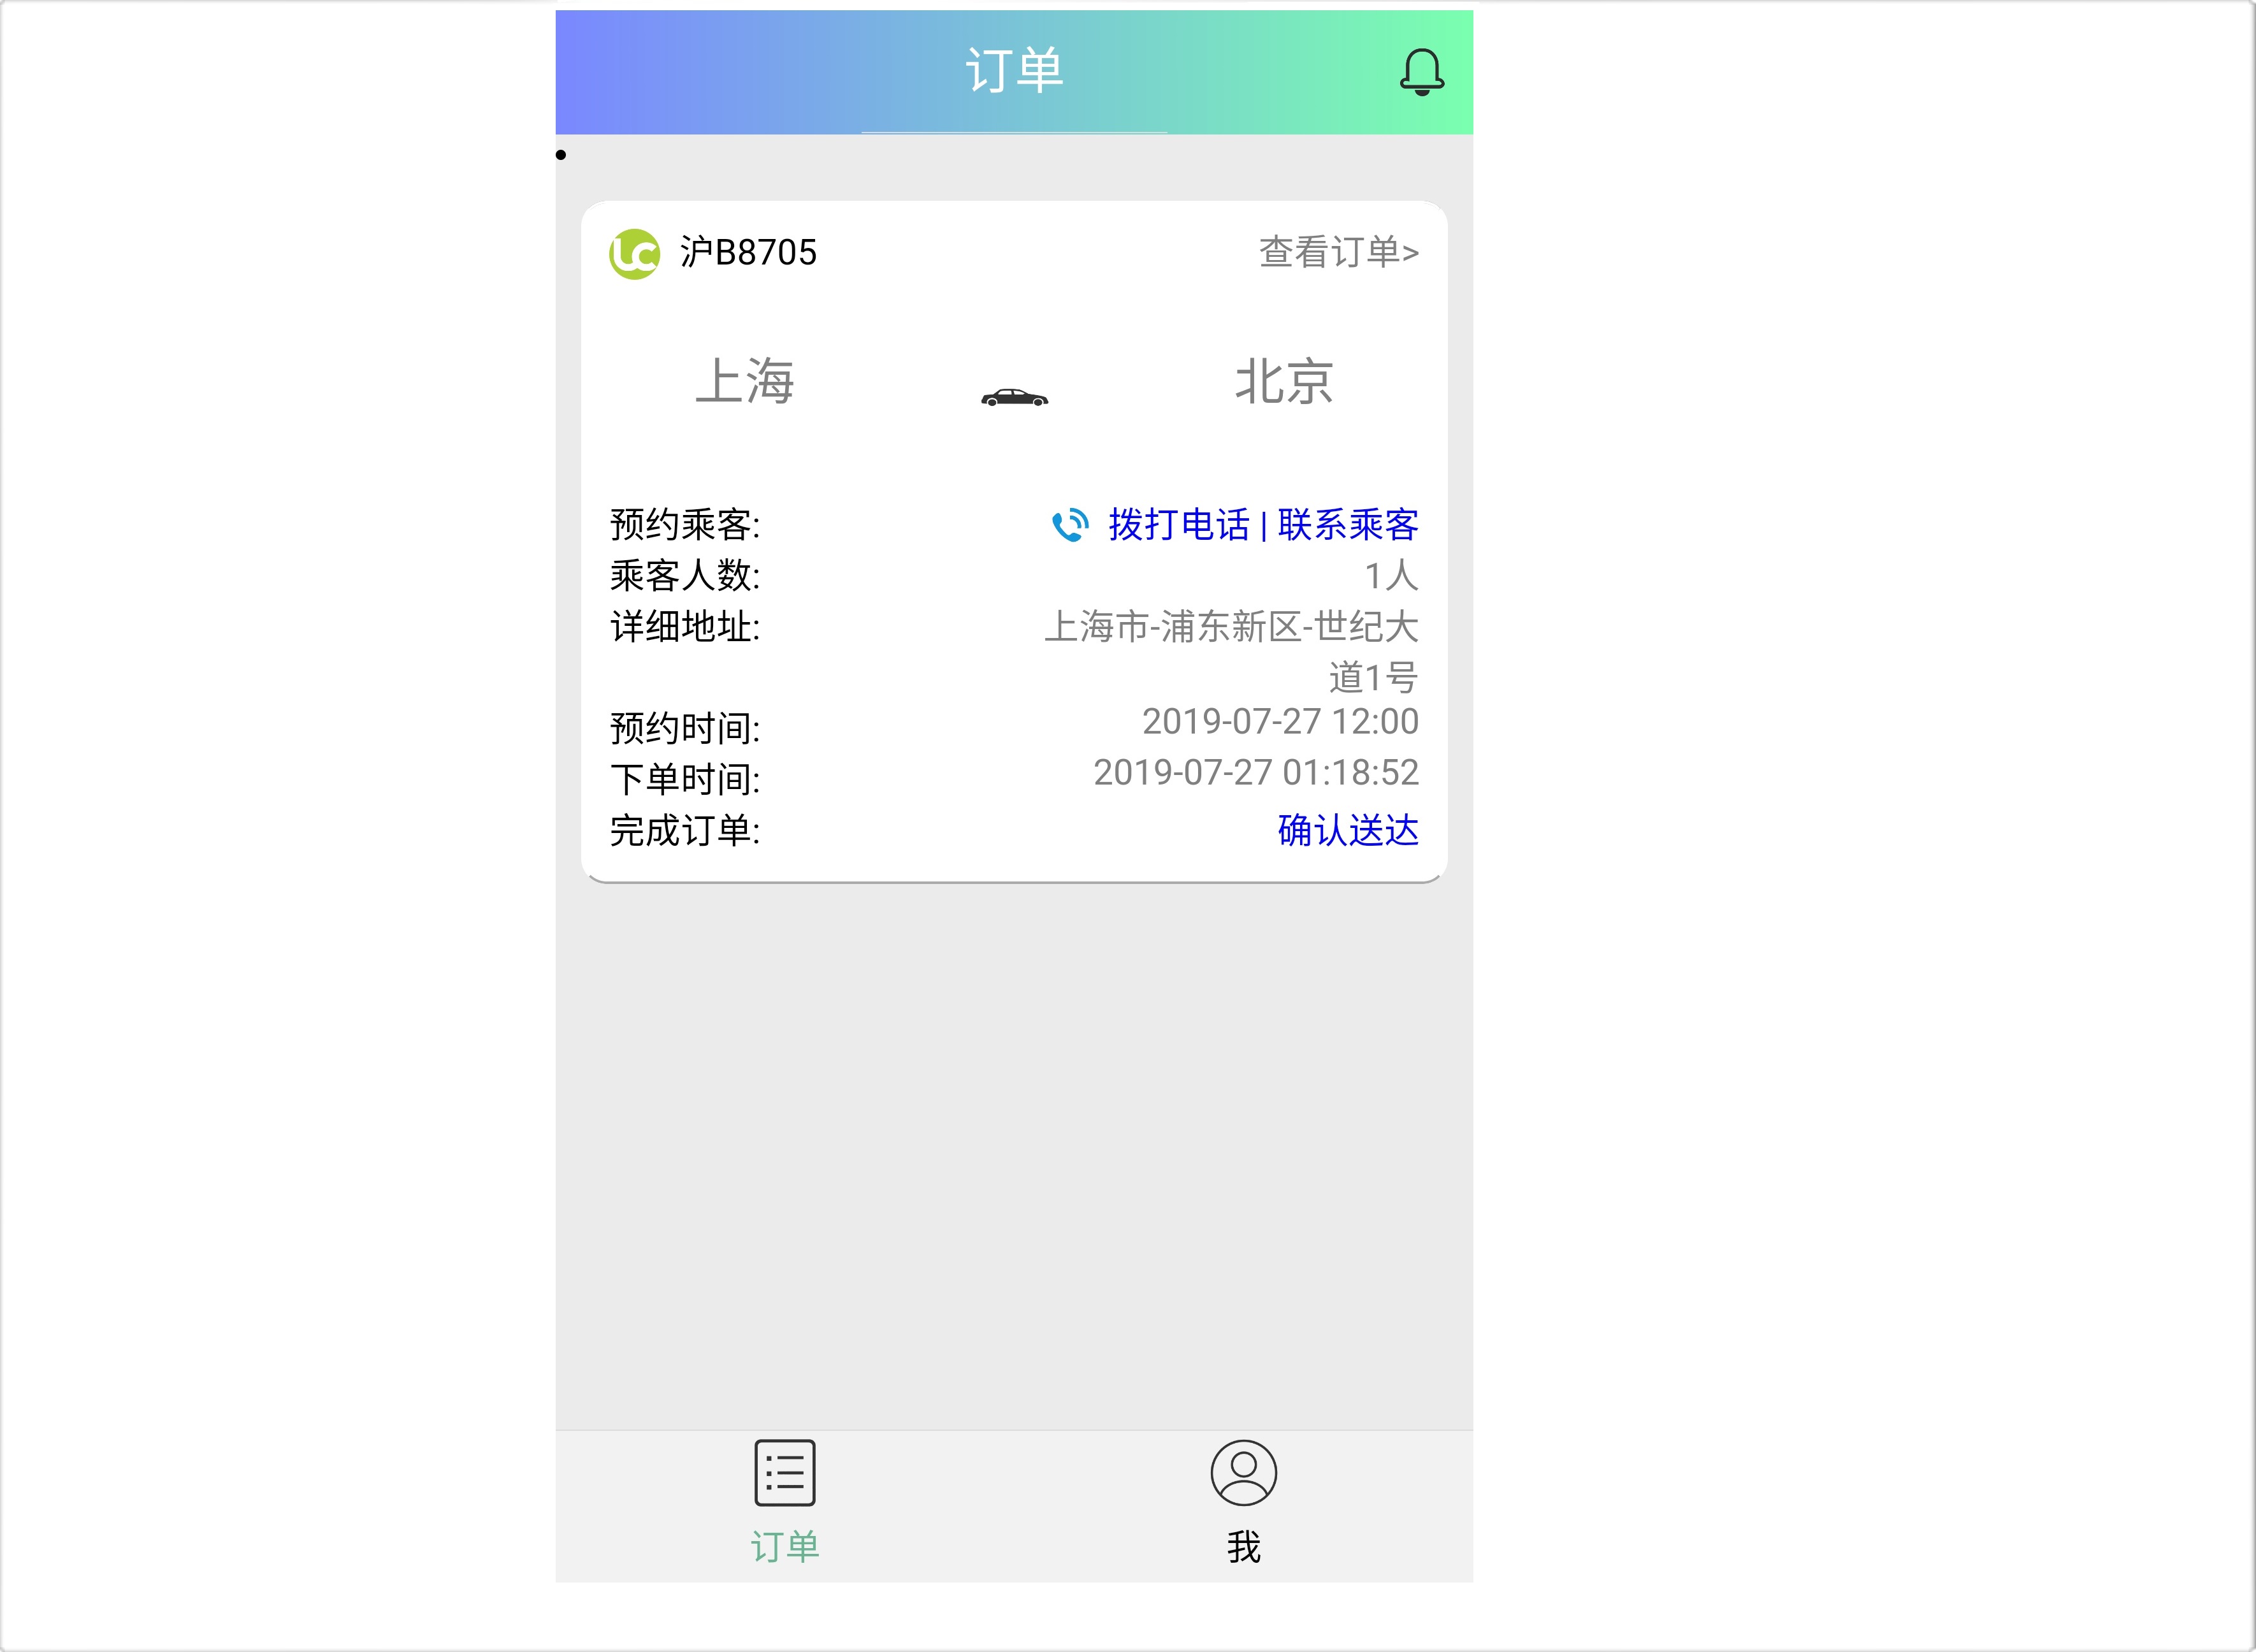 订单
LC 沪B8705 查看订单>
上海 北京
预约乘客: 拨打电话 | 联系乘客
乘客人数: 1人
详细地址: 上海市-浦东新区-世纪大
道1号
预约时间: 2019-07-27 12:00
下单时间: 2019-07-27 01:18:52
完成订单: 确认送达
订单 我